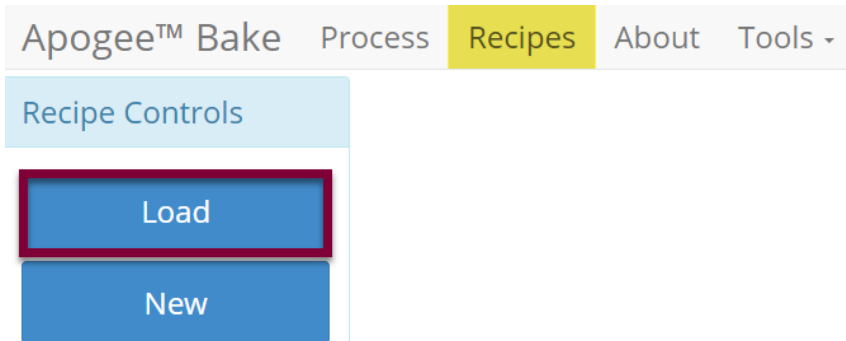 Apogee™ Bake Process Recipes About Tools
Recipe Controls
Load
New